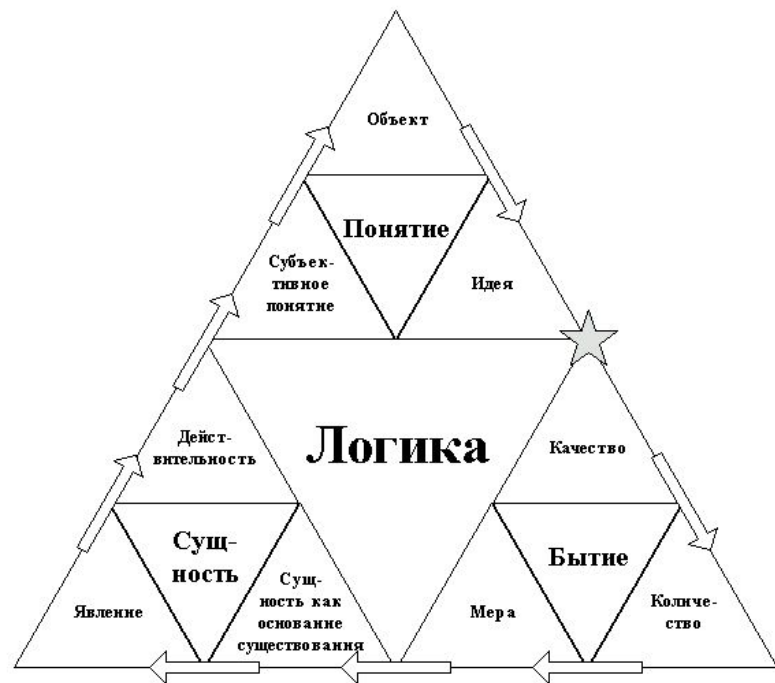 Объект
Понятие
Субъек-
тивное
понятие
Идея
Логика
Дейст-
вительность
Качество
Сущ-
ность
Бытие
Явление
Сущ-
ность как
основание
существования
Мера
Количе-
ство